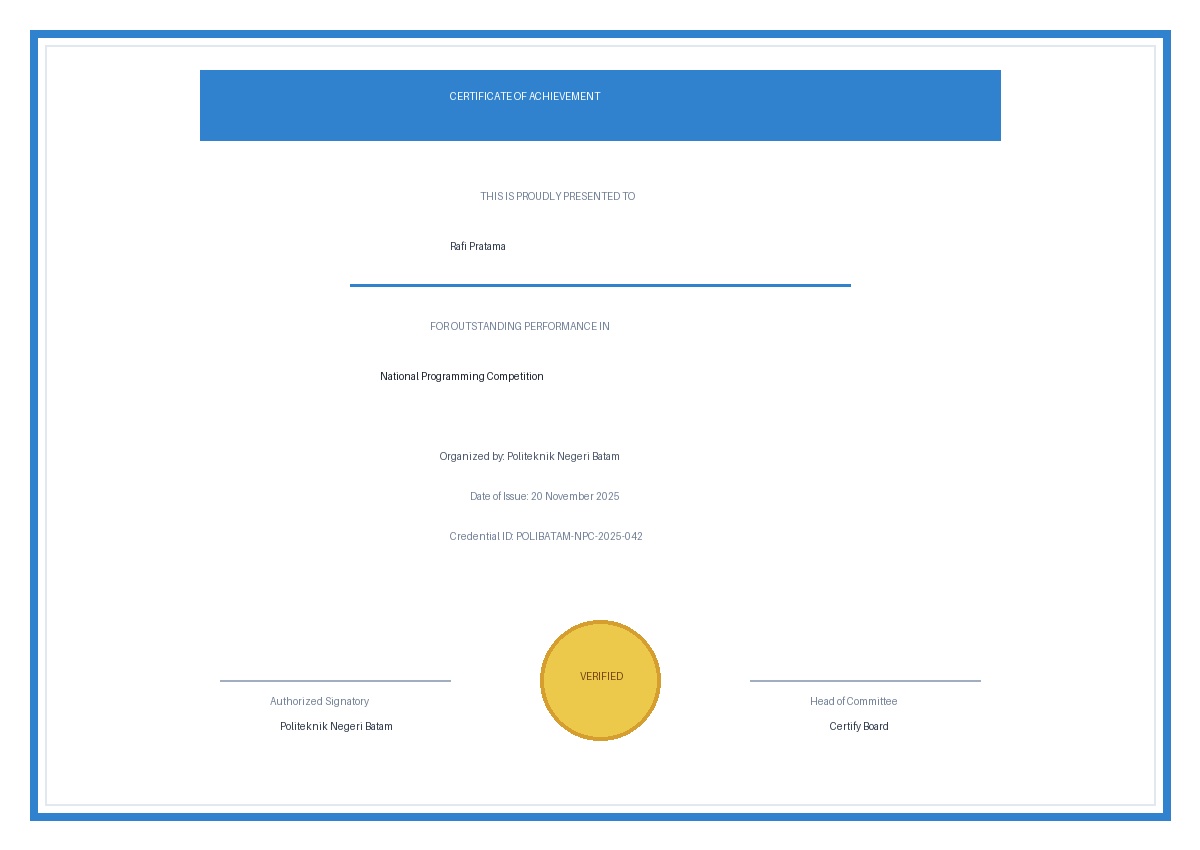 CERTIFICATE OF ACHIEVEMENT
THIS IS PROUDLY PRESENTED TO
Rafi Pratama
FOR OUTSTANDING PERFORMANCE IN
National Programming Competition
Organized by: Politeknik Negeri Batam
Date of Issue: 20 November 2025
Credential ID: POLIBATAM-NPC-2025-042
VERIFIED
Authorized Signatory
Politeknik Negeri Batam
Head of Committee
Certify Board